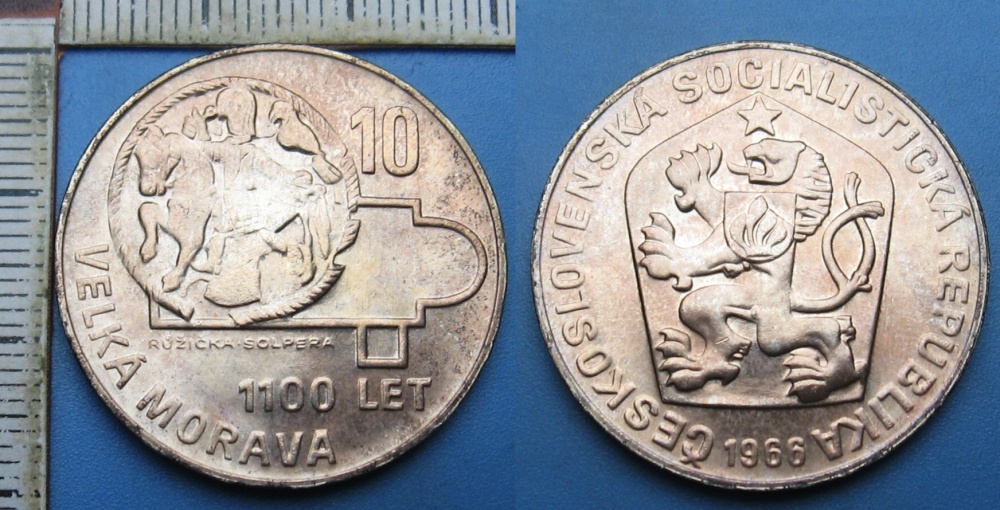 10
VELKÁ MORAVA
RŮŽIČKA·SOLPERA
1100 LET
ČESKOSLOVENSKÁ SOCIALISTICKÁ REPUBLIKA
1966